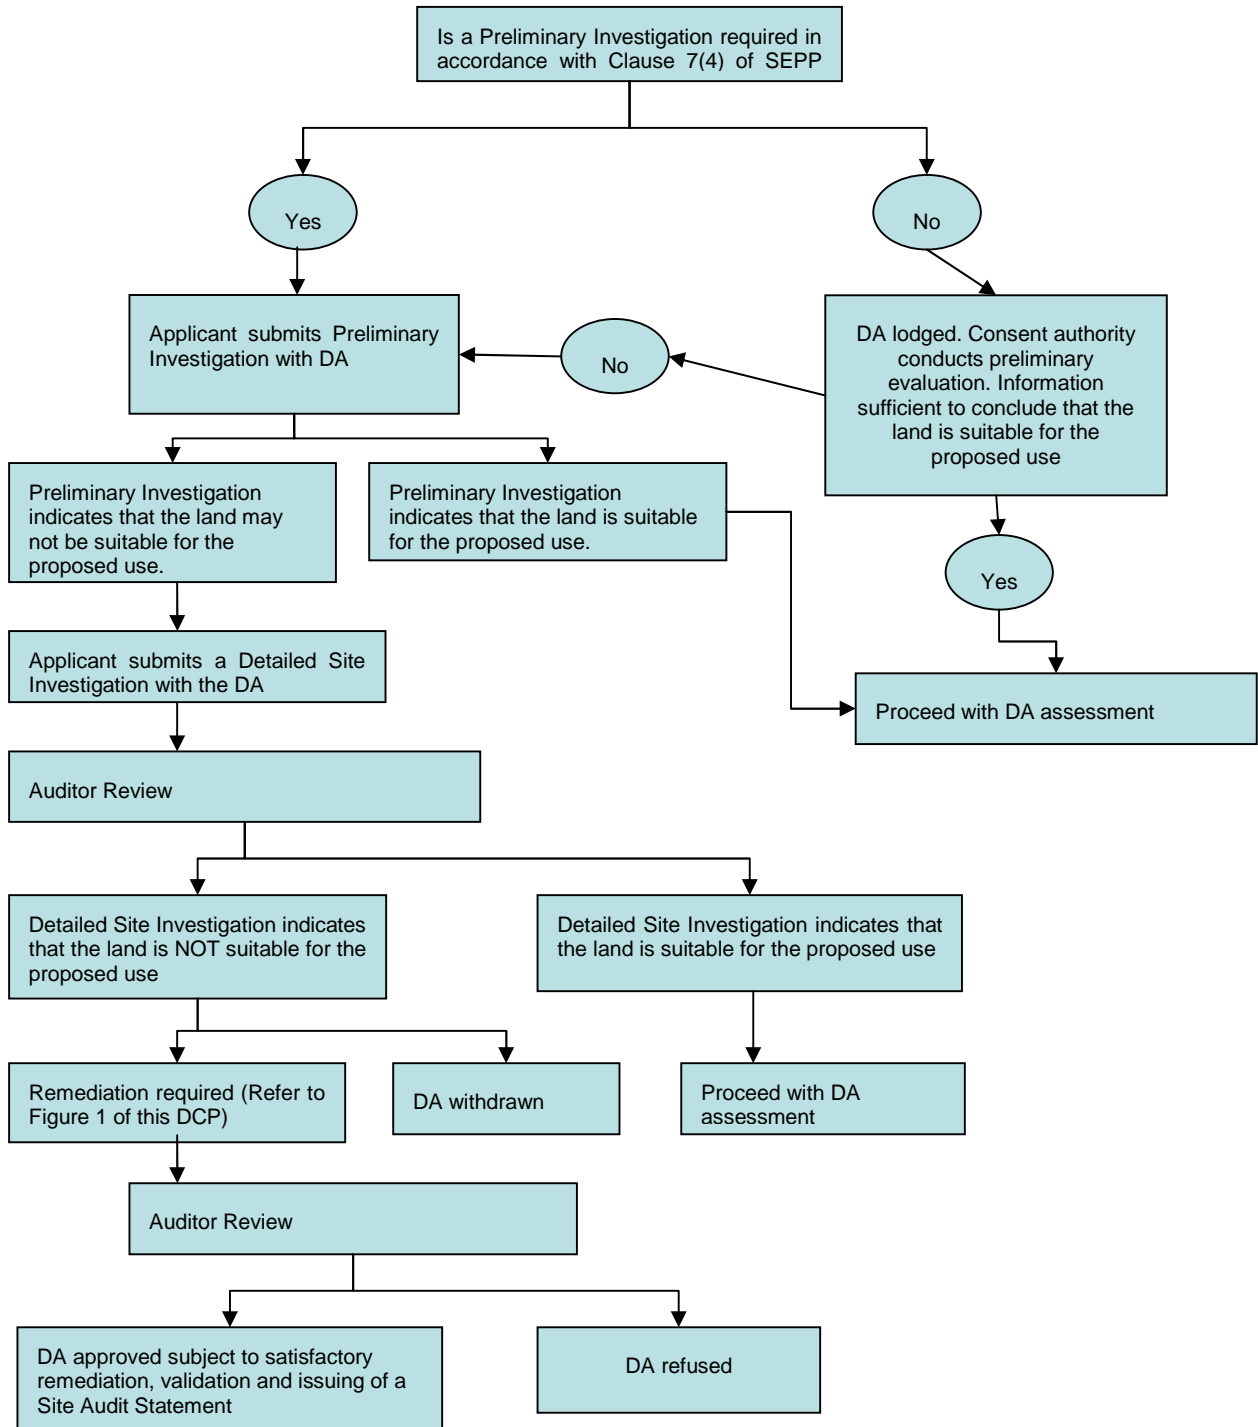 Is a Preliminary Investigation required in
accordance with Clause 7(4) of SEPP
Yes
No
Applicant submits Preliminary
Investigation with DA
No
DA lodged. Consent authority
conducts preliminary
evaluation. Information
sufficient to conclude that the
land is suitable for the
proposed use
Preliminary Investigation
indicates that the land may
not be suitable for the
proposed use.
Preliminary Investigation
indicates that the land is suitable
for the proposed use.
Yes
Applicant submits a Detailed Site
Investigation with the DA
Proceed with DA assessment
Auditor Review
Detailed Site Investigation indicates
that the land is NOT suitable for the
proposed use
Detailed Site Investigation indicates that
the land is suitable for the proposed use
Remediation required (Refer to
Figure 1 of this DCP)
DA withdrawn
Proceed with DA
assessment
Auditor Review
DA approved subject to satisfactory
remediation, validation and issuing of a
Site Audit Statement
DA refused